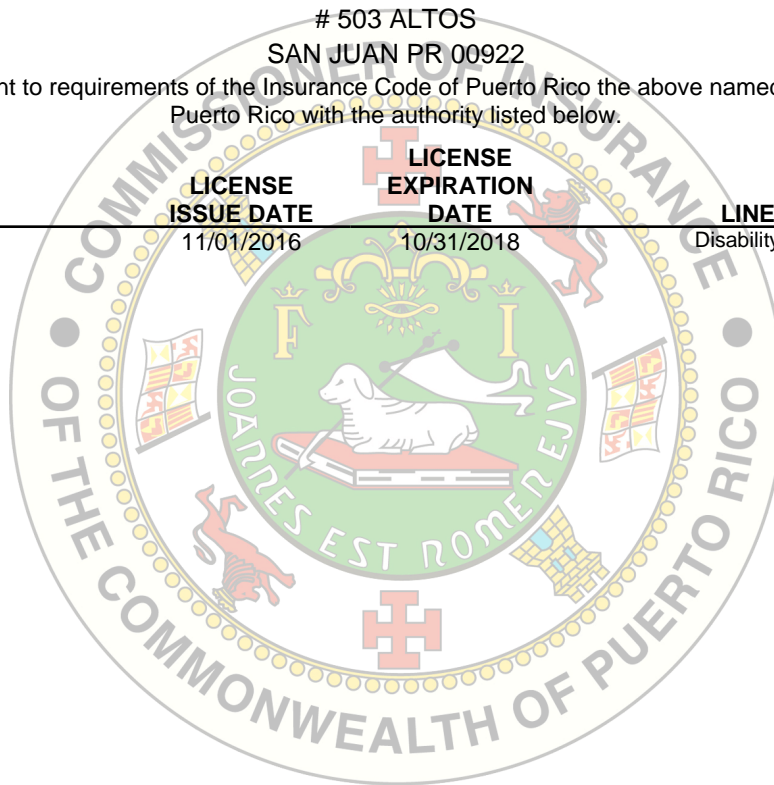 # 503 ALTOS
SAN JUAN PR 00922
nt to requirements of the Insurance Code of Puerto Rico the above named
Puerto Rico with the authority listed below.
LICENSE ISSUE DATE
LICENSE EXPIRATION DATE
LINE
11/01/2016 10/31/2018 Disability
COMMISSIONER OF INSURANCE
OF THE COMMONWEALTH OF PUERTO RICO
F I
JOANNES EST NOMEN EJVS